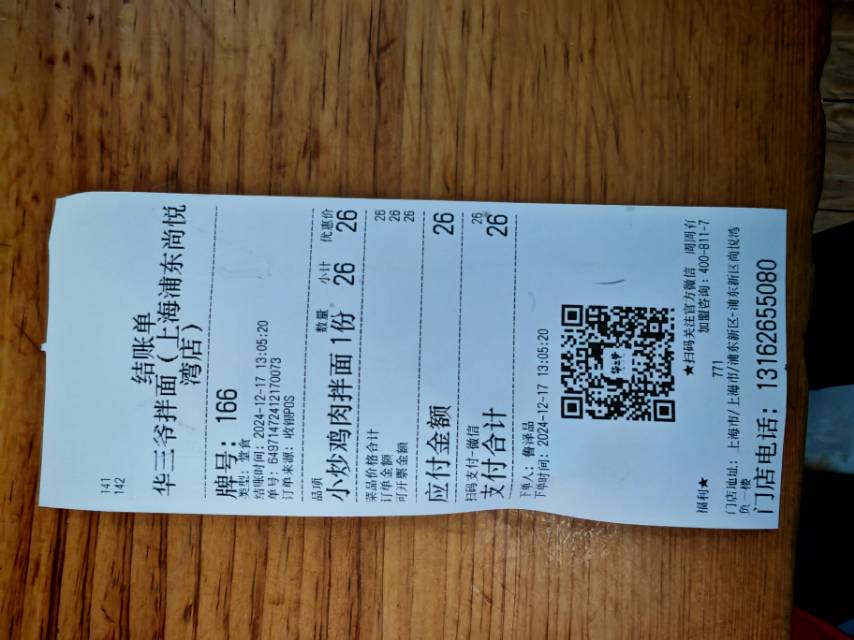 141
142
结账单
华三爷拌面（上海浦东尚悦
湾店）
牌号：166
类型：堂食
结账时间：2024-12-17 13:05:20
单号：64971472412170073
订单来源：收银POS
品项 数量 小计 优惠价
小炒鸡肉拌面 1份 26 26
菜品价格合计 26
订单金额 26
可开票金额 26
应付金额 26
扫码支付-微信 26
支付合计 26
下单人：鲁泽品
下单时间：2024-12-17 13:05:20
华三爷
★扫码关注官方微信 周周有
福利★
加盟咨询：400-811-7
771
门店地址：上海市/上海市/浦东新区-浦东新区尚悦湾
负一楼
门店电话：13162655080